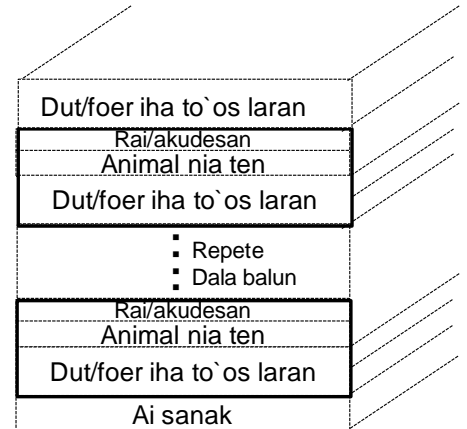 Dut/foer iha to`os laran
Rai/akudesan
Animal nia ten
Dut/foer iha to`os laran
Repete
Dala balun
Rai/akudesan
Animal nia ten
Dut/foer iha to`os laran
Ai sanak